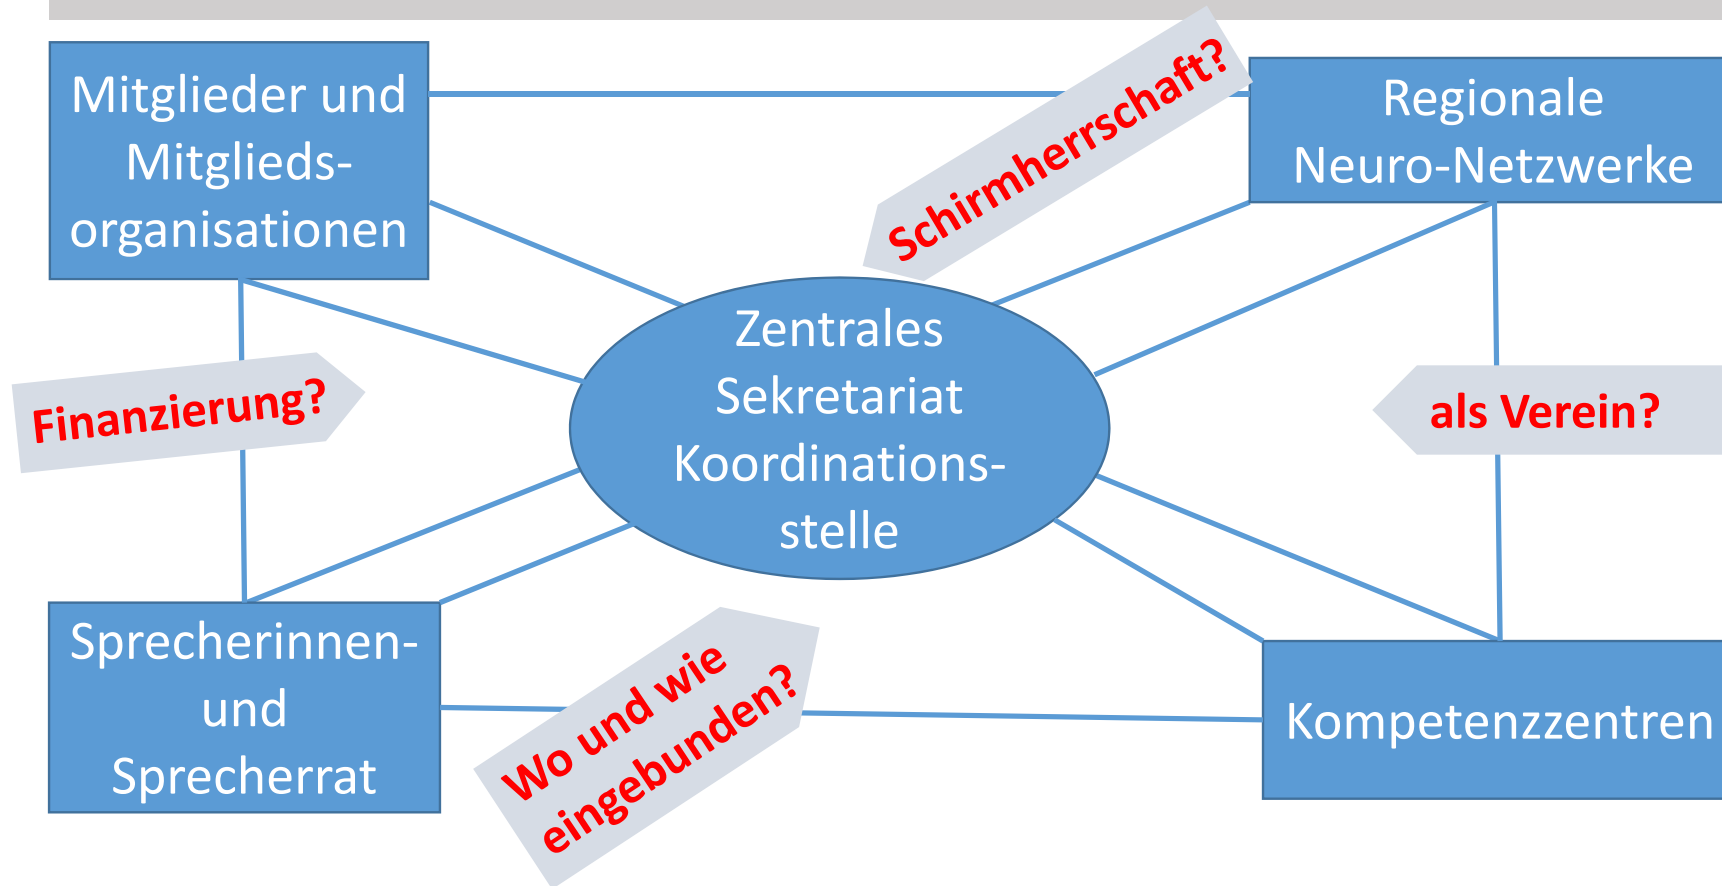 Mitglieder und
Mitglieds-
organisationen
Schirmherrschaft?
Regionale
Neuro-Netzwerke
Zentrales
Sekretariat
Koordinations-
stelle
Finanzierung?
als Verein?
Sprecherinnen-
und
Sprecherrat
Wo und wie
eingebunden?
Kompetenzzentren